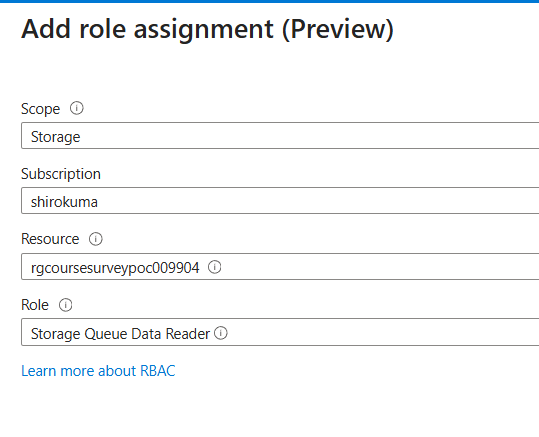 Add role assignment (Preview)
Scope
Storage
Subscription
shirokuma
Resource
rgcoursesurveypoc009904
Role
Storage Queue Data Reader
Learn more about RBAC